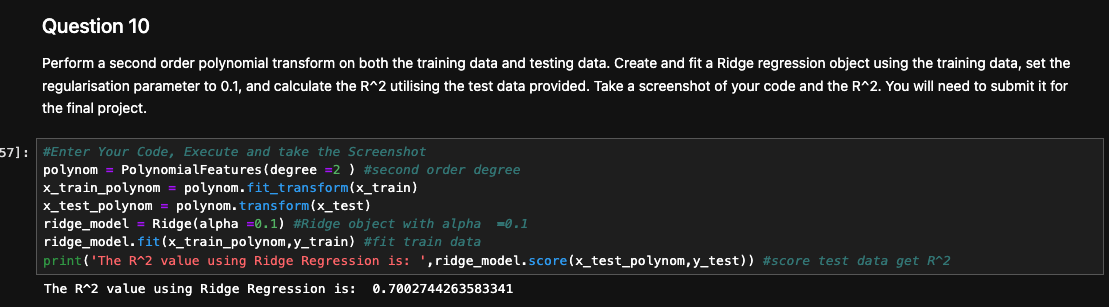 Question 10
Perform a second order polynomial transform on both the training data and testing data. Create and fit a Ridge regression object using the training data, set the
regularisation parameter to 0.1, and calculate the R^2 utilising the test data provided. Take a screenshot of your code and the R^2. You will need to submit it for
the final project.
57]: #Enter Your Code, Execute and take the Screenshot
polynom = PolynomialFeatures(degree =2 ) #second order degree
x_train_polynom = polynom.fit_transform(x_train)
x_test_polynom = polynom.transform(x_test)
ridge_model = Ridge(alpha =0.1) #Ridge object with alpha =0.1
ridge_model.fit(x_train_polynom,y_train) #fit train data
print('The R^2 value using Ridge Regression is: ',ridge_model.score(x_test_polynom,y_test)) #score test data get R^2
The R^2 value using Ridge Regression is:  0.7002744263583341